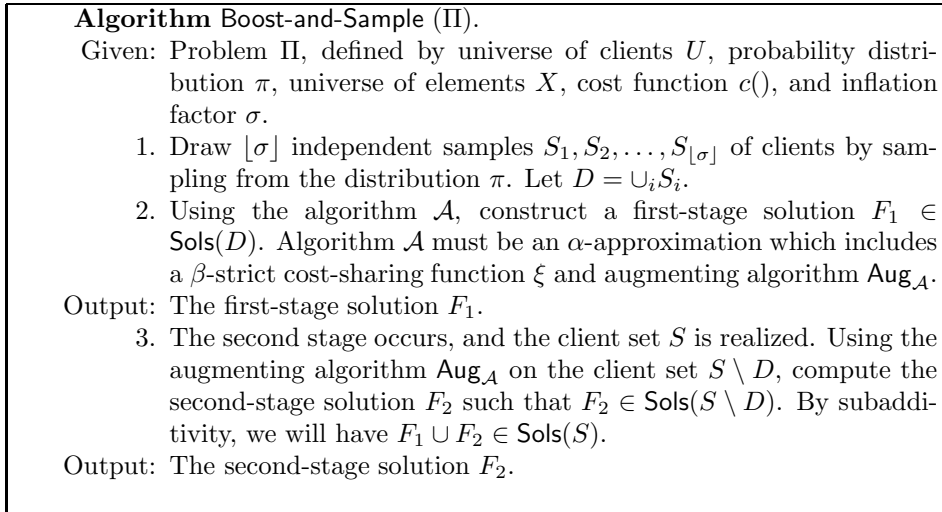 Algorithm Boost-and-Sample (Π).
Given: Problem Π, defined by universe of clients U, probability distri-
bution π, universe of elements X, cost function c(), and inflation
factor σ.
1. Draw ⌊σ⌋ independent samples S₁, S₂, . . . , S⌊σ⌋ of clients by sam-
pling from the distribution π. Let D = ∪ᵢSᵢ.
2. Using the algorithm 𝒜, construct a first-stage solution F₁ ∈
Sols(D). Algorithm 𝒜 must be an α-approximation which includes
a β-strict cost-sharing function ξ and augmenting algorithm Aug_𝒜.
Output: The first-stage solution F₁.
3. The second stage occurs, and the client set S is realized. Using the
augmenting algorithm Aug_𝒜 on the client set S \ D, compute the
second-stage solution F₂ such that F₂ ∈ Sols(S \ D). By subaddi-
tivity, we will have F₁ ∪ F₂ ∈ Sols(S).
Output: The second-stage solution F₂.